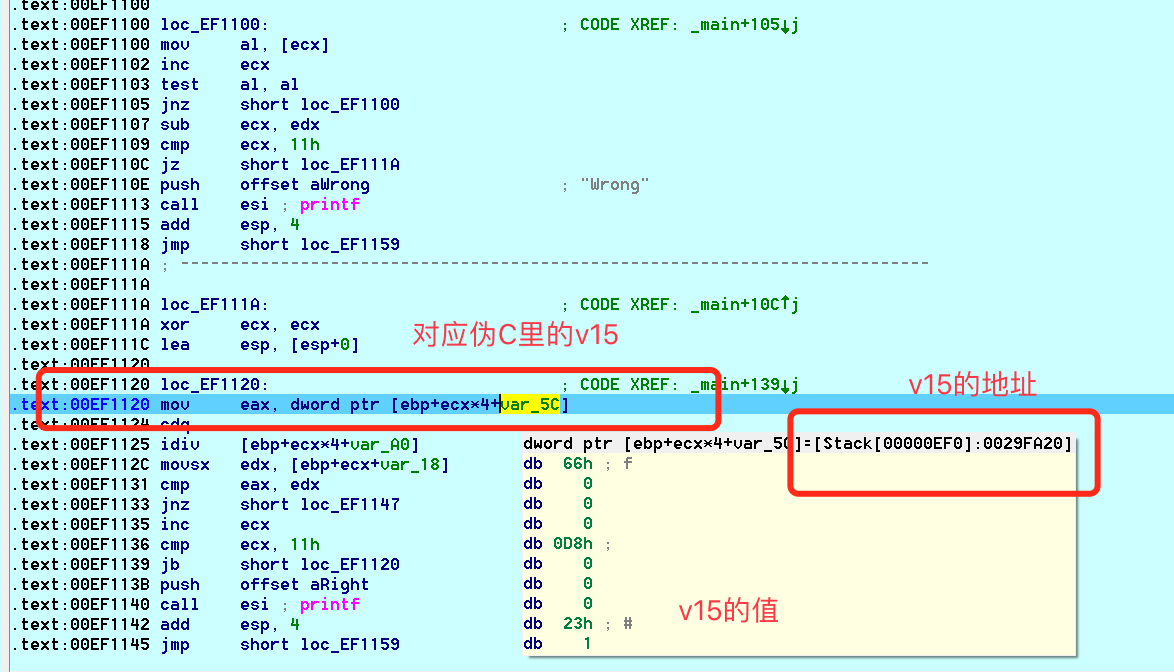 .text:00EF1100
.text:00EF1100 loc_EF1100: ; CODE XREF: _main+105↓j
.text:00EF1100 mov al, [ecx]
.text:00EF1102 inc ecx
.text:00EF1103 test al, al
.text:00EF1105 jnz short loc_EF1100
.text:00EF1107 sub ecx, edx
.text:00EF1109 cmp ecx, 11h
.text:00EF110C jz short loc_EF111A
.text:00EF110E push offset aWrong ; "Wrong"
.text:00EF1113 call esi ; printf
.text:00EF1115 add esp, 4
.text:00EF1118 jmp short loc_EF1159
.text:00EF111A ; ---------------------------------------------------------------------------
.text:00EF111A
.text:00EF111A loc_EF111A: ; CODE XREF: _main+10C↑j
.text:00EF111A xor ecx, ecx
对应伪C里的v15
.text:00EF111C lea esp, [esp+0]
.text:00EF1120
.text:00EF1120 loc_EF1120: ; CODE XREF: _main+139↓j
v15的地址
.text:00EF1120 mov eax, dword ptr [ebp+ecx*4+var_5C]
.text:00EF1124 cdq
.text:00EF1125 idiv [ebp+ecx*4+var_A0]
.text:00EF112C movsx edx, [ebp+ecx+var_18]
.text:00EF1131 cmp eax, edx
.text:00EF1133 jnz short loc_EF1147
.text:00EF1135 inc ecx
.text:00EF1136 cmp ecx, 11h
.text:00EF1139 jb short loc_EF1120
.text:00EF113B push offset aRight
.text:00EF1140 call esi ; printf
.text:00EF1142 add esp, 4
.text:00EF1145 jmp short loc_EF1159
dword ptr [ebp+ecx*4+var_5C]=[Stack[00000EF0]:0029FA20]
db 66h ; f
db 0
db 0
db 0
db 0D8h ;
db 0
db 0
db 0
db 23h ; #
db 1
v15的值